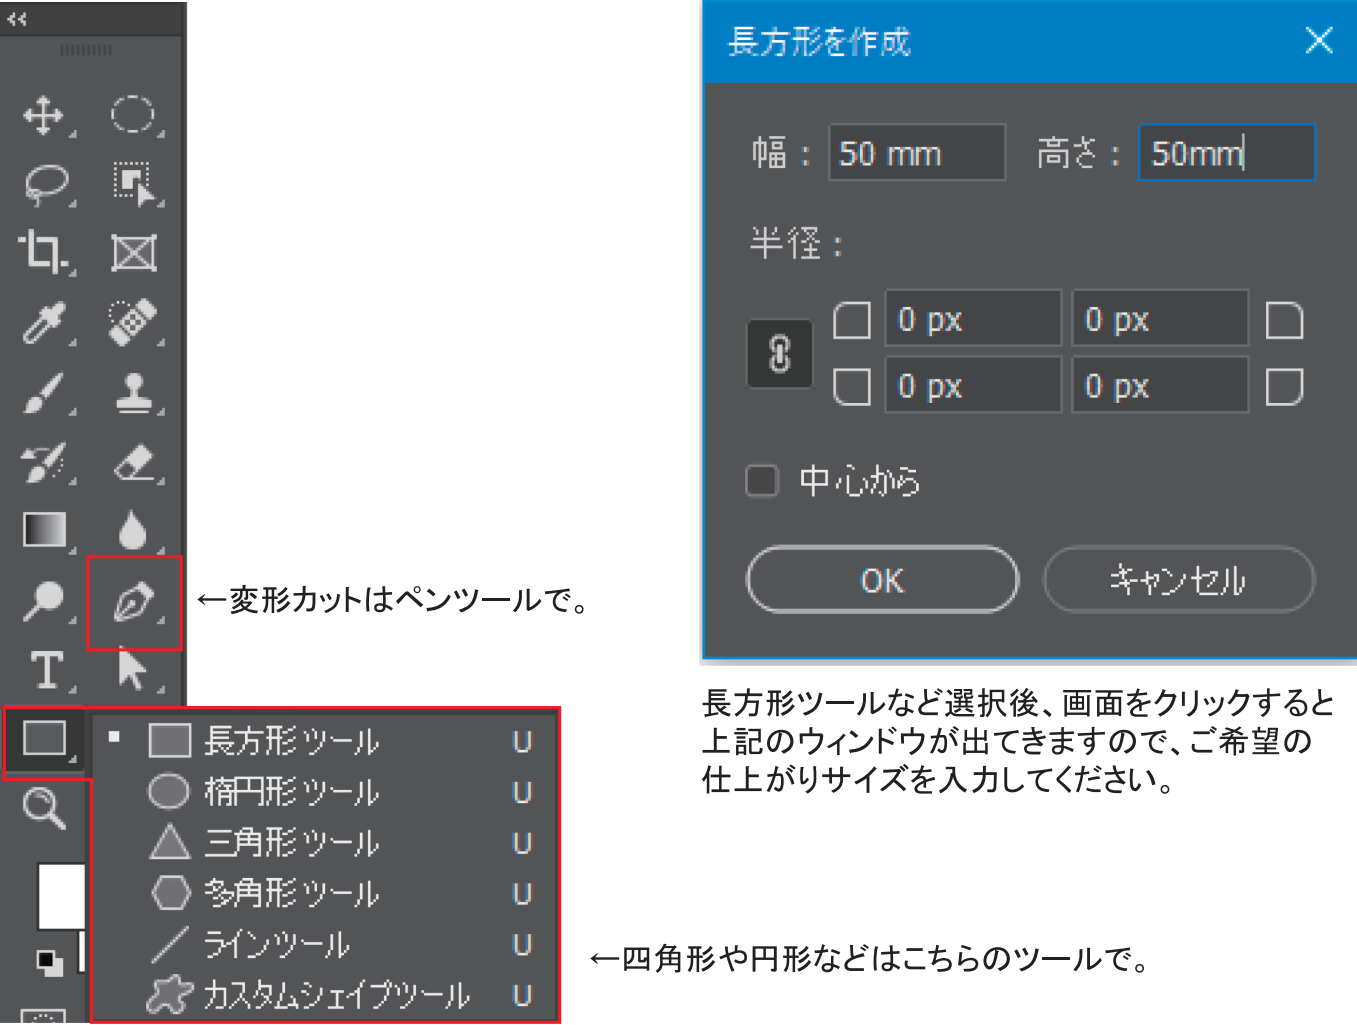 長方形を作成
幅： 50 mm 高さ： 50mm
半径：
0 px 0 px
0 px 0 px
中心から
OK キャンセル
←変形カットはペンツールで。
長方形ツールなど選択後、画面をクリックすると
上記のウィンドウが出てきますので、ご希望の
仕上がりサイズを入力してください。
T
長方形ツール U
楕円形ツール U
三角形ツール U
多角形ツール U
ラインツール U
カスタムシェイプツール U
←四角形や円形などはこちらのツールで。